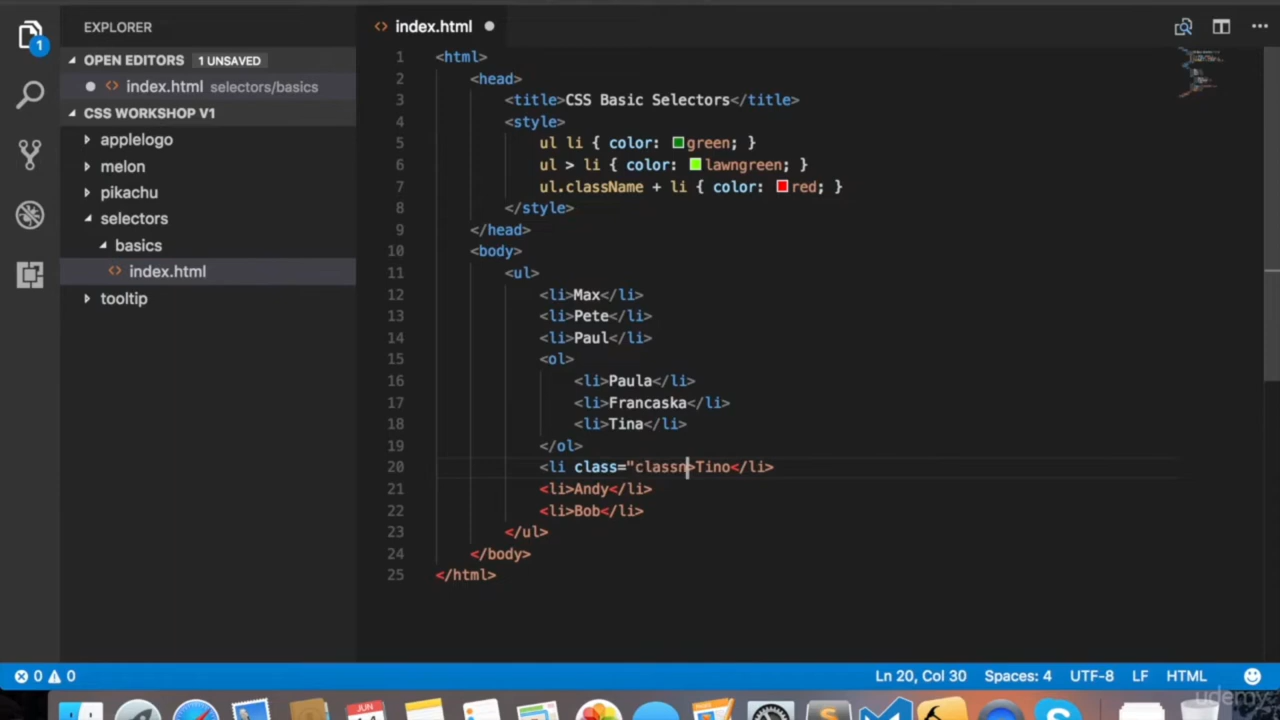 EXPLORER
OPEN EDITORS 1 UNSAVED
index.html selectors/basics
CSS WORKSHOP V1
applelogo
melon
pikachu
selectors
basics
index.html
tooltip
1
index.html
1 <html>
2 <head>
3 <title>CSS Basic Selectors</title>
4 <style>
5 ul li { color: green; }
6 ul > li { color: lawngreen; }
7 ul.className + li { color: red; }
8 </style>
9 </head>
10 <body>
11 <ul>
12 <li>Max</li>
13 <li>Pete</li>
14 <li>Paul</li>
15 <ol>
16 <li>Paula</li>
17 <li>Francaska</li>
18 <li>Tina</li>
19 </ol>
20 <li class="classn>Tino</li>
21 <li>Andy</li>
22 <li>Bob</li>
23 </ul>
24 </body>
25 </html>
0 0 Ln 20, Col 30 Spaces: 4 UTF-8 LF HTML
JUN
udemy